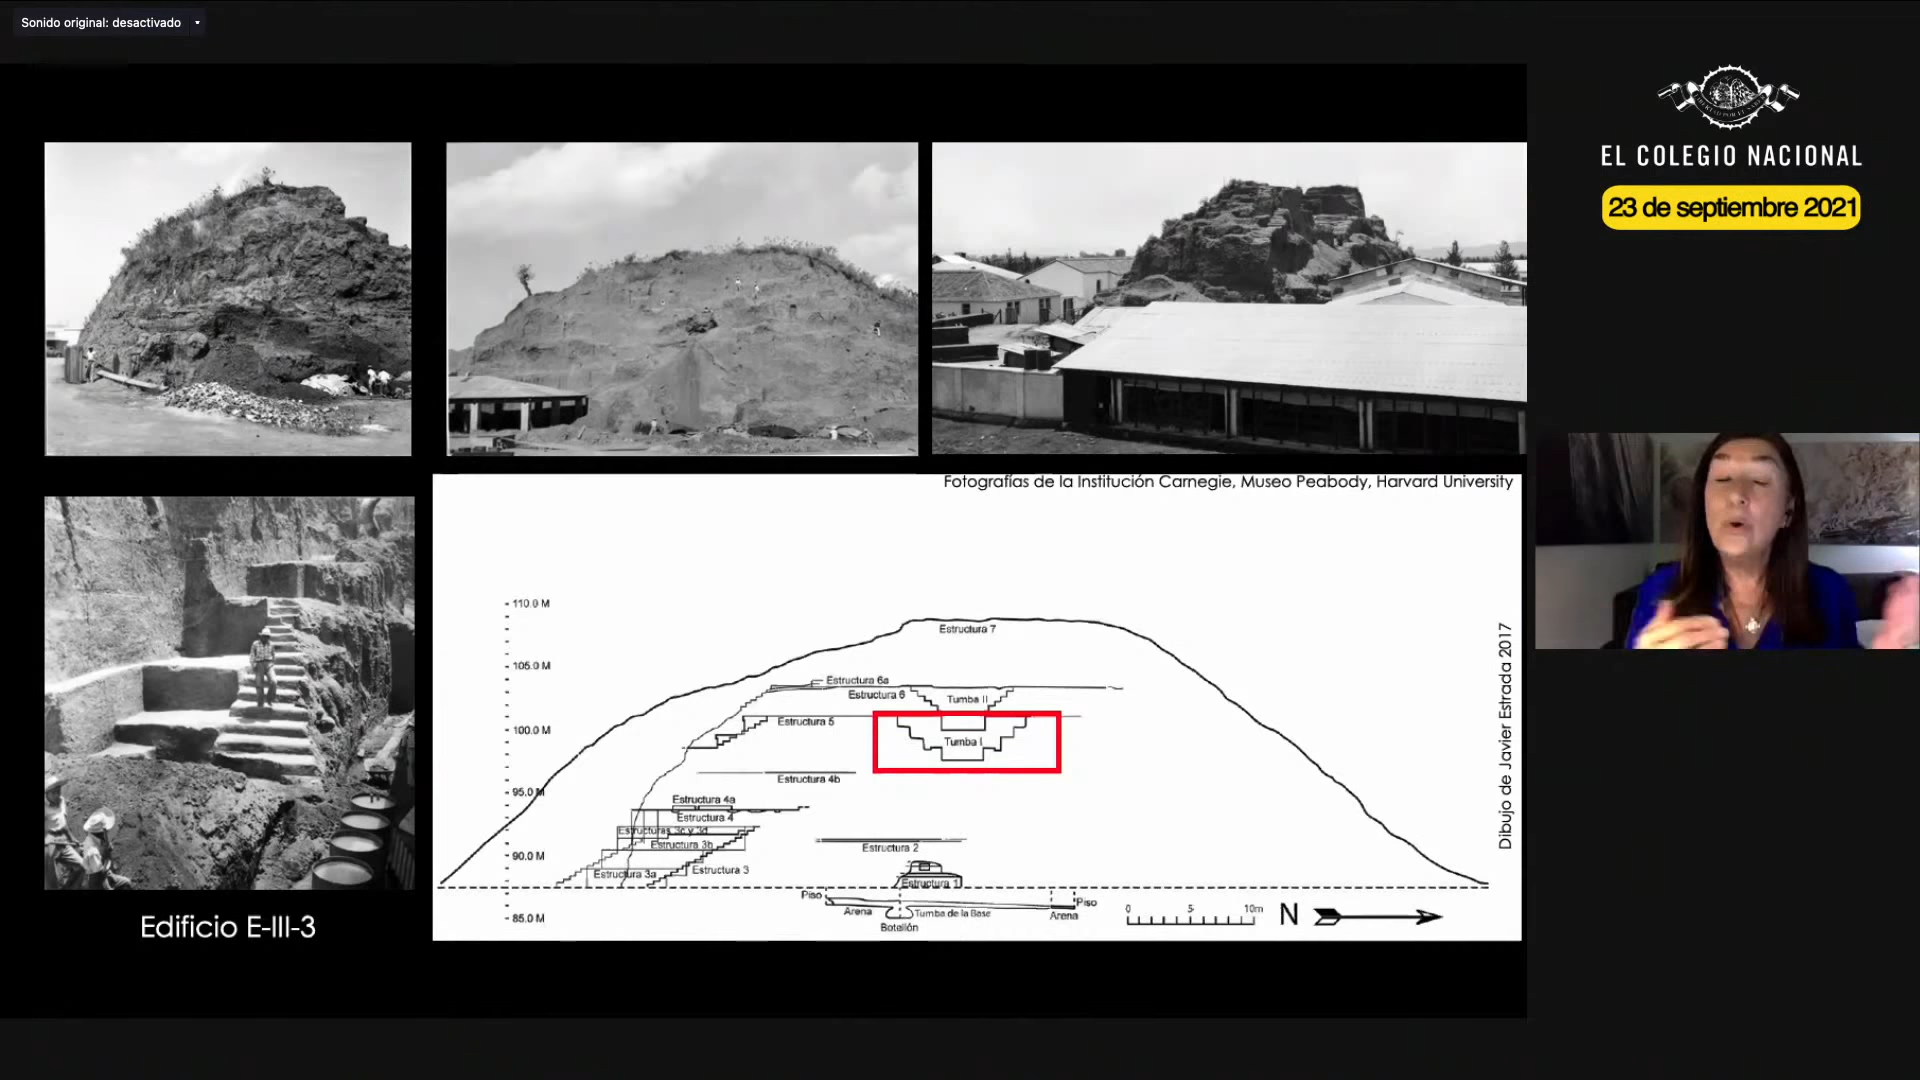 Sonido original: desactivado
EL COLEGIO NACIONAL
23 de septiembre 2021
Fotografías de la Institución Carnegie, Museo Peabody, Harvard University
110.0 M
Estructura 7
105.0 M
Estructura 6a
Estructura 6
Tumba II
Estructura 5
100.0 M
Tumba I
Estructura 4b
95.0 M
Estructura 4a
Estructura 4
Estructuras 3c y 3d
Estructura 3b
Estructura 2
90.0 M
Estructura 3a
Estructura 3
Estructura 1
Piso
Piso
Arena
Tumba de la Base
Arena
85.0 M
Botellón
0 5 10m
N
Dibujo de Javier Estrada 2017
Edificio E-III-3